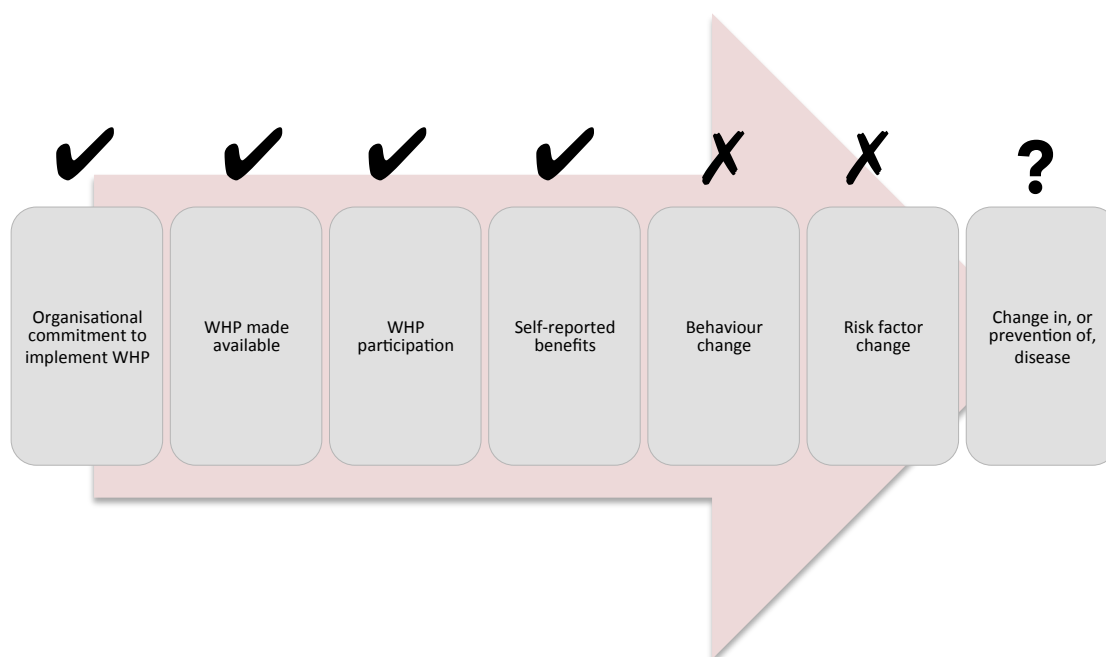 ?
Organisational
commitment to
implement WHP
WHP made
available
WHP
participation
Self-reported
benefits
Behaviour
change
Risk factor
change
Change in, or
prevention of,
disease